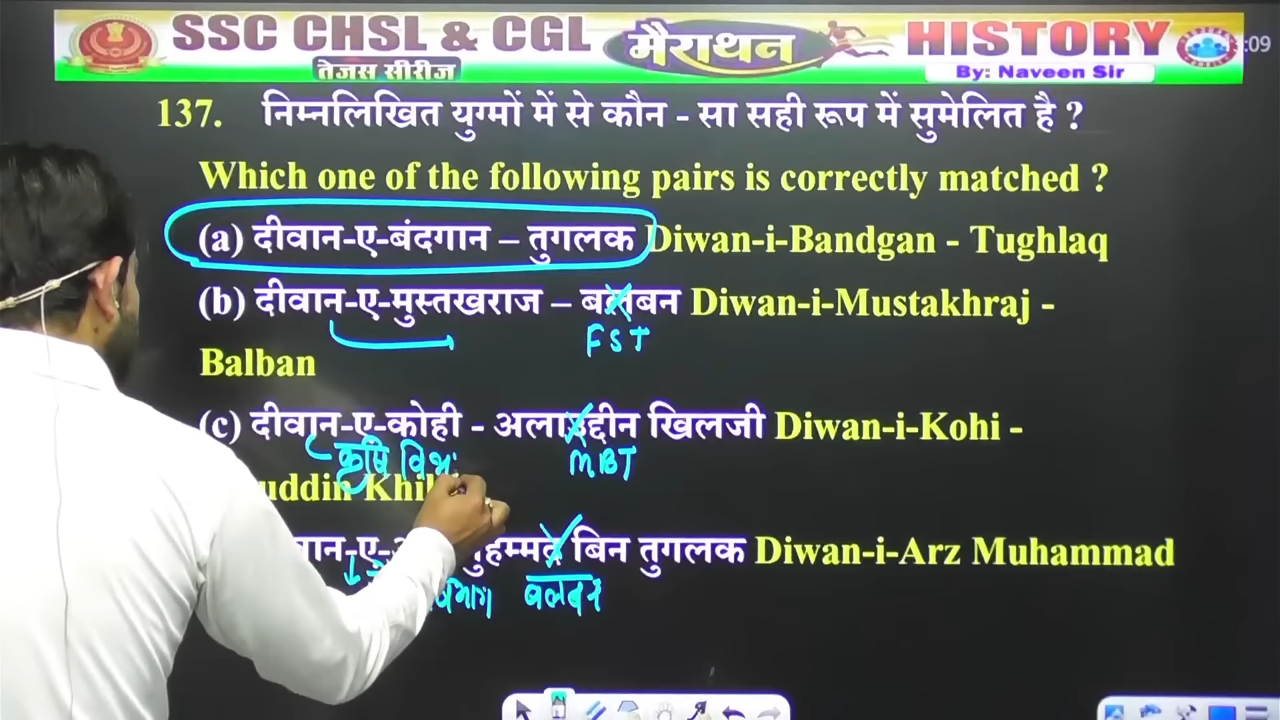 SSC CHSL & CGL
तेजस सीरीज
मैराथन
HISTORY
By: Naveen Sir
:09
137. निम्नलिखित युग्मों में से कौन - सा सही रूप में सुमेलित है ?
Which one of the following pairs is correctly matched ?
(a) दीवान-ए-बंदगान – तुगलक Diwan-i-Bandgan - Tughlaq
(b) दीवान-ए-मुस्तखराज – बलबन Diwan-i-Mustakhraj -
FST
Balban
(c) दीवान-ए-कोही - अलाउद्दीन खिलजी Diwan-i-Kohi -
कृषि MBT
uddin
बिन तुगलक Diwan-i-Arz Muhammad
बलबन